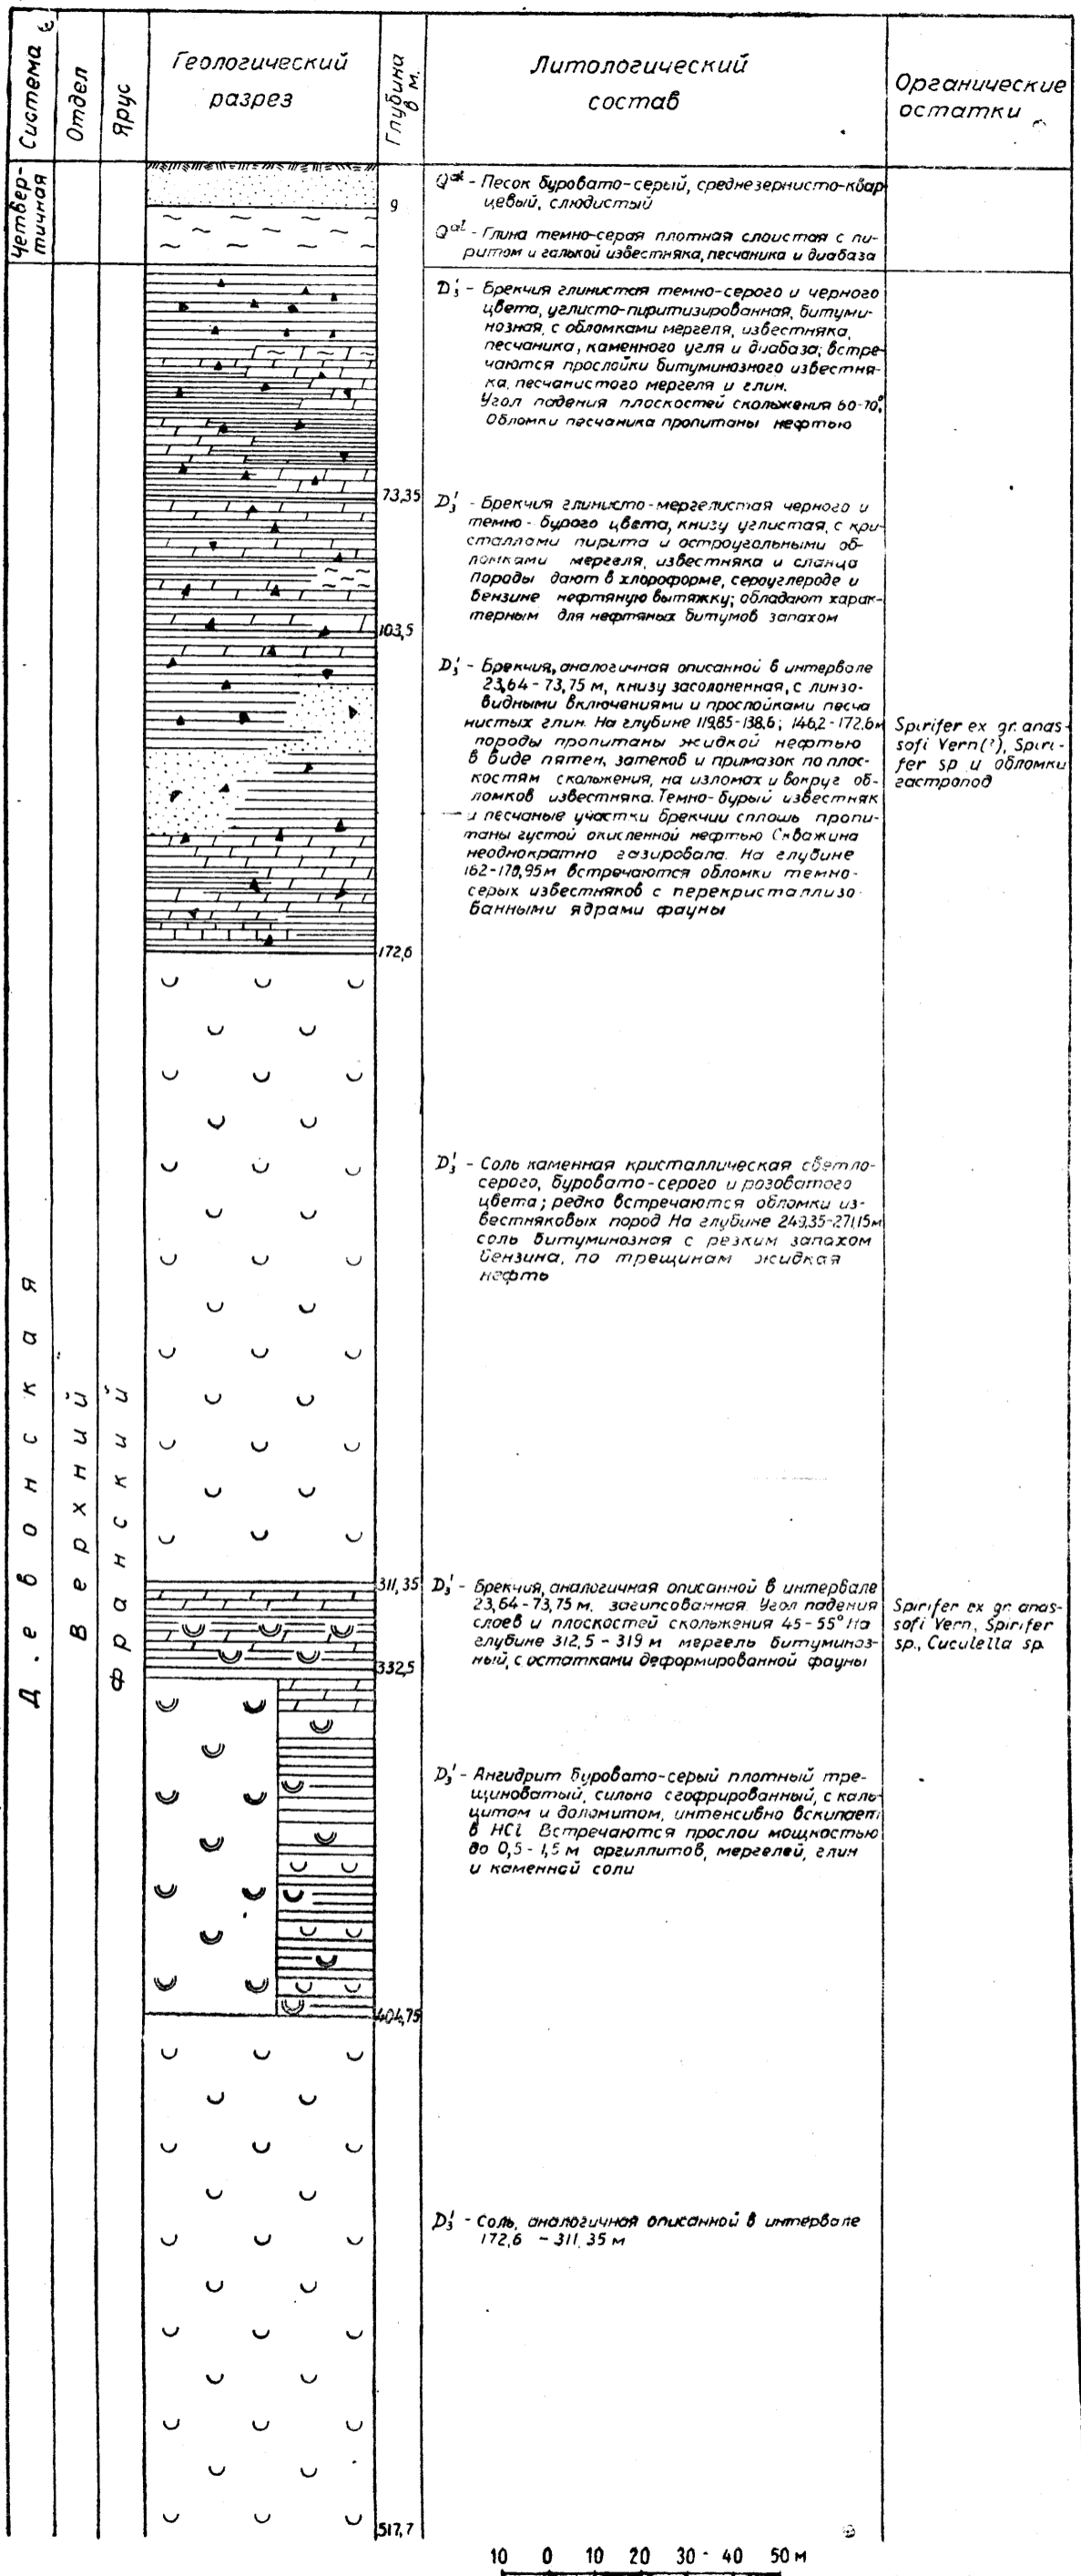 Система
Отдел
Ярус
Геологический
разрез
Глубина
в м.
Литологический
состав
Органические
остатки
Четвер-
тичная
9
Qal - Песок буровато-серый, среднезернисто-квар
цевый, слюдистый
Qal - Глина темно-серая плотная слоистая с пи-
ритом и галькой известняка, песчаника и диабаза
D₃¹ - Брекчия глинистая темно-серого и черного
цвета, углисто-пиритизированная, битуми-
нозная, с обломками мергеля, известняка,
песчаника, каменного угля и диабаза; встре-
чаются прослойки битуминозного известня-
ка, песчанистого мергеля и глин.
Угол падения плоскостей скольжения 60-70°;
Обломки песчаника пропитаны нефтью
73,35
D₃¹ - Брекчия глинисто-мергелистая черного и
темно-бурого цвета, книзу углистая, с кри-
сталлами пирита и остроугольными об-
ломками мергеля, известняка и сланца
Породы дают в хлороформе, сероуглероде и
бензине нефтяную вытяжку; обладают харак-
терным для нефтяных битумов запахом
103,5
D₃¹ - Брекчия, аналогичная описанной в интервале
23,64-73,75 м, книзу засолоненная, с линзо-
видными включениями и прослойками песча
нистых глин. На глубине 119,85-138,6; 146,2-172,6м
породы пропитаны жидкой нефтью
в виде пятен, затеков и примазок по плос-
костям скольжения, на изломах и вокруг об-
ломков известняка. Темно-бурый известняк
и песчаные участки брекчии сплошь пропи-
таны густой окисленной нефтью Скважина
неоднократно газировала. На глубине
162-170,95м встречаются обломки темно-
серых известняков с перекристаллизо-
ванными ядрами фауны
Spirifer ex gr. anas-
sofi Vern(?), Spiri-
fer sp и обломки
гастропод
172,6
D₃¹ - Соль каменная кристаллическая светло-
серого, буровато-серого и розоватого
цвета; редко встречаются обломки из-
вестняковых пород На глубине 249,35-271,15м
соль битуминозная с резким запахом
бензина, по трещинам жидкая
нефть
Девонская
Верхний
Франский
311,35
D₃¹ - Брекчия, аналогичная описанной в интервале
23,64-73,75 м, загипсованная. Угол падения
слоев и плоскостей скольжения 45-55° На
глубине 312,5-319 м мергель битуминоз-
ный, с остатками деформированной фауны
Spirifer ex gr. anas-
sofi Vern, Spirifer
sp., Cuculella sp.
332,5
D₃¹ - Ангидрит буровато-серый плотный тре-
щиноватый, сильно гофрированный, с каль
цитом и доломитом, интенсивно вскипает
в HCl Встречаются прослои мощностью
до 0,5-1,5 м аргиллитов, мергелей, глин
и каменной соли
404,75
D₃¹ - Соль, аналогичная описанной в интервале
172,6 - 311,35 м
517,7
10 0 10 20 30 40 50 м